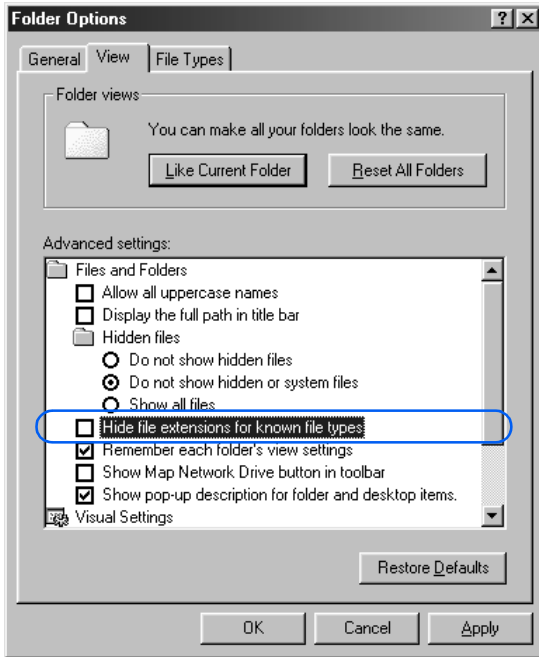 Folder Options
General View File Types
Folder views
You can make all your folders look the same.
Like Current Folder Reset All Folders
Advanced settings:
Files and Folders
Allow all uppercase names
Display the full path in title bar
Hidden files
Do not show hidden files
Do not show hidden or system files
Show all files
Hide file extensions for known file types
Remember each folder's view settings
Show Map Network Drive button in toolbar
Show pop-up description for folder and desktop items.
Visual Settings
Restore Defaults
OK Cancel Apply